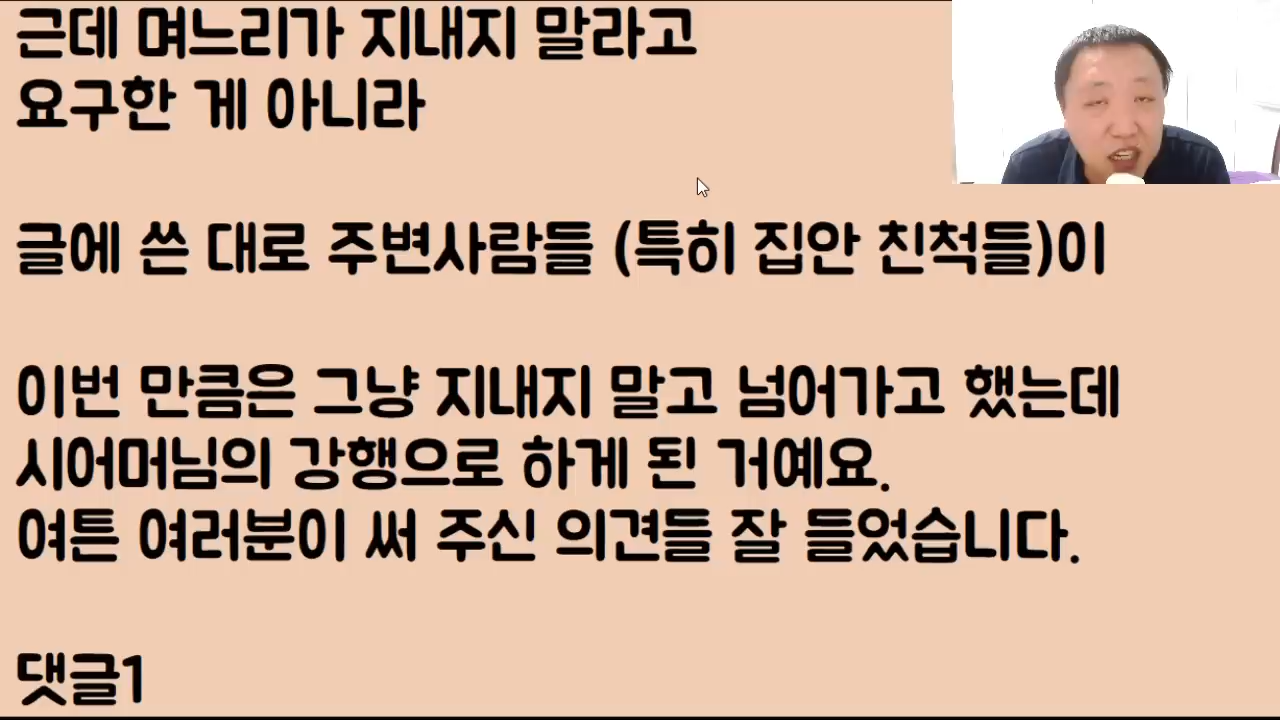 근데 며느리가 지내지 말라고
요구한 게 아니라
글에 쓴 대로 주변사람들 (특히 집안 친척들)이
이번 만큼은 그냥 지내지 말고 넘어가고 했는데
시어머님의 강행으로 하게 된 거예요.
여튼 여러분이 써 주신 의견들 잘 들었습니다.
댓글1